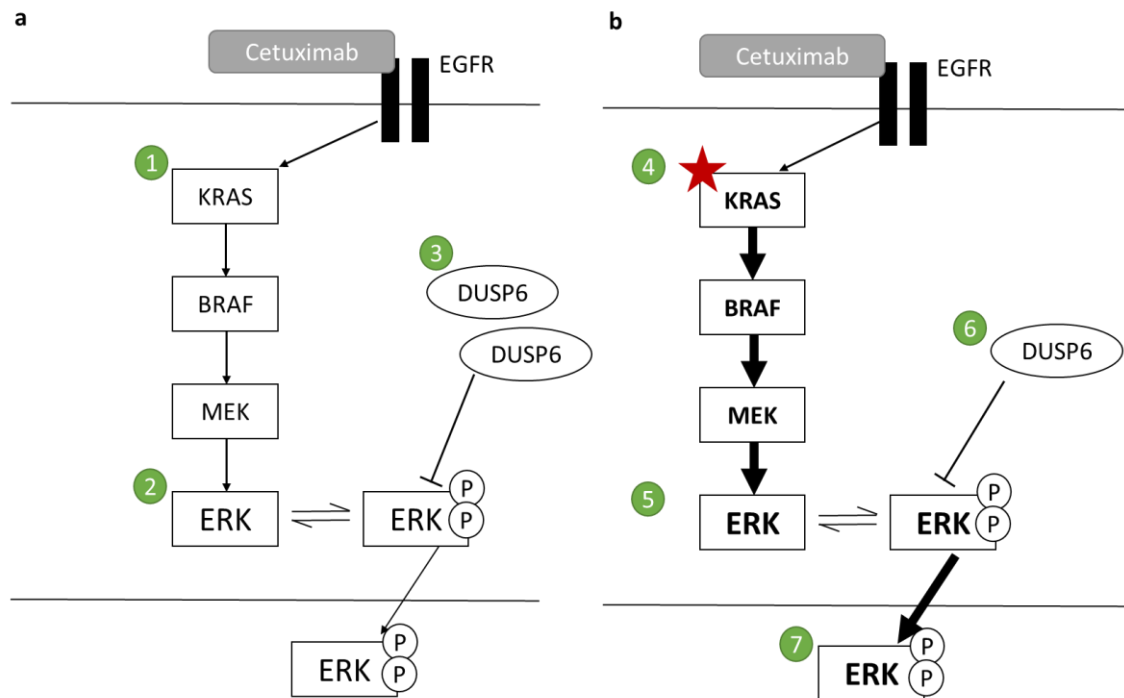 a
Cetuximab
EGFR
1
KRAS
3
DUSP6
BRAF
DUSP6
MEK
2
ERK
ERK
P
P
ERK
P
P
b
Cetuximab
EGFR
4
KRAS
BRAF
6
DUSP6
MEK
5
ERK
ERK
P
P
7
ERK
P
P